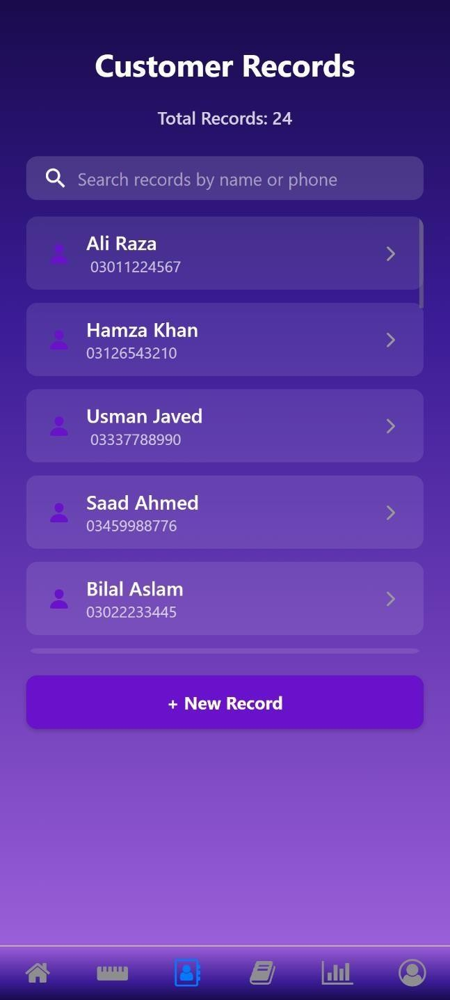 Customer Records
Total Records: 24
Search records by name or phone
Ali Raza
03011224567
Hamza Khan
03126543210
Usman Javed
03337788990
Saad Ahmed
03459988776
Bilal Aslam
03022233445
+ New Record